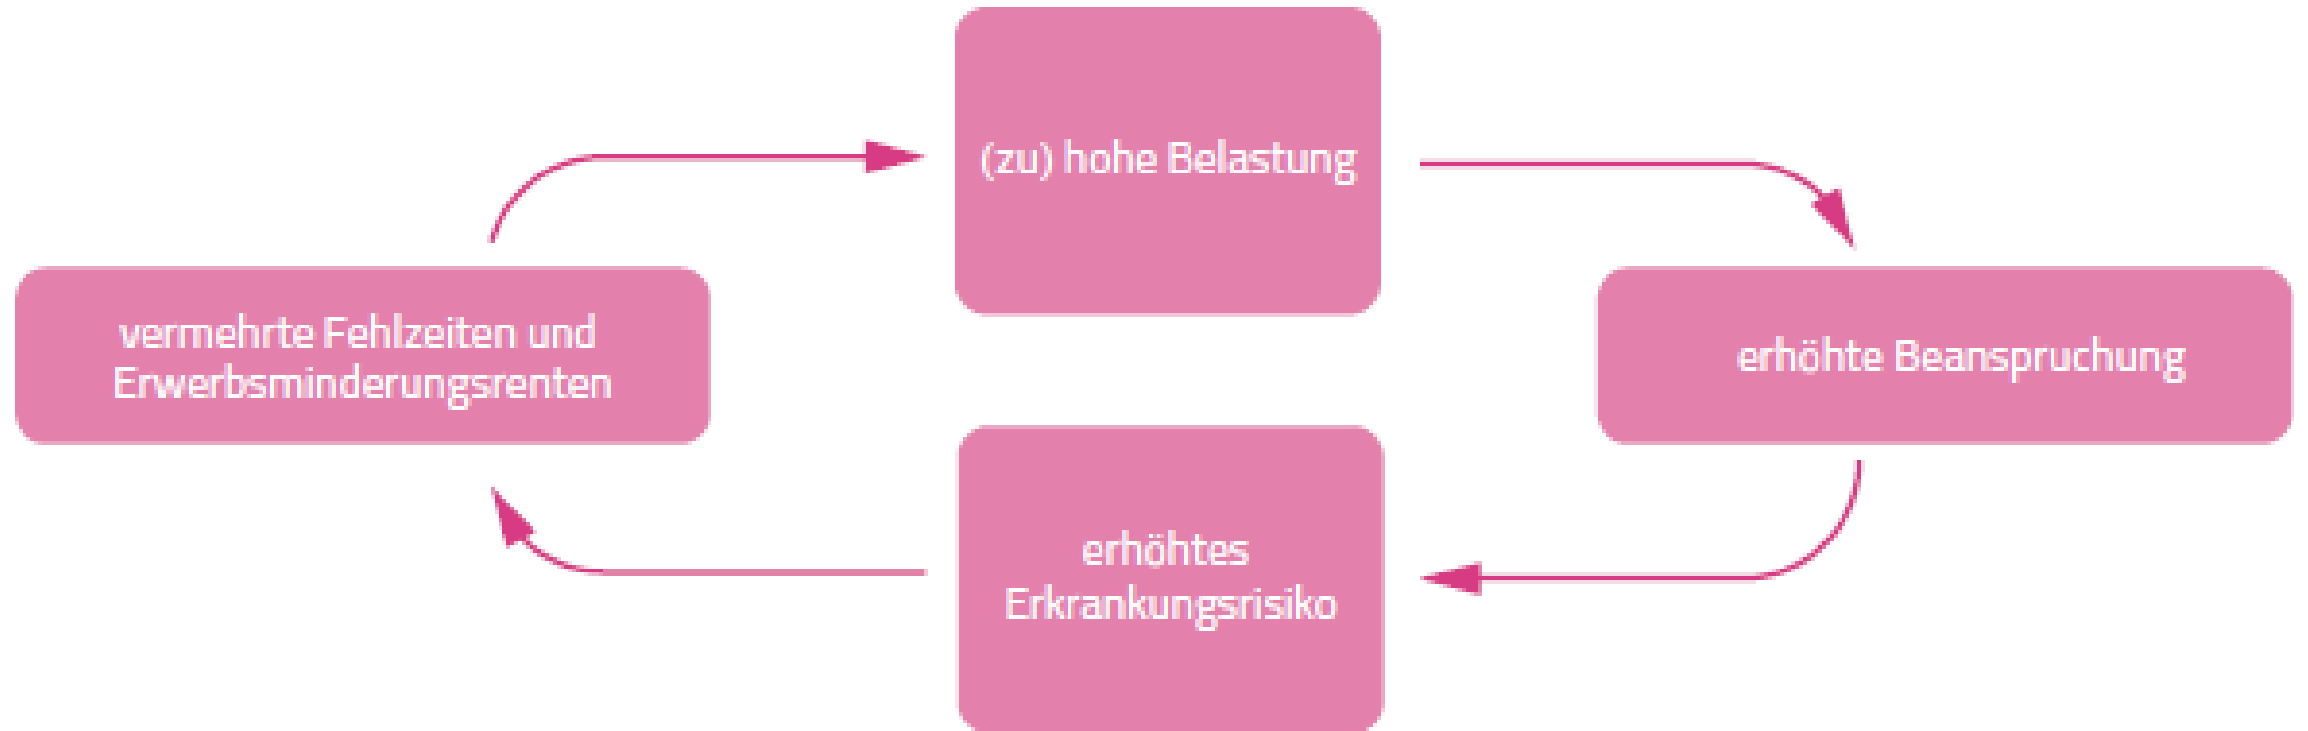 (zu) hohe Belastung
vermehrte Fehlzeiten und
Erwerbsminderungsrenten
erhöhte Beanspruchung
erhöhtes
Erkrankungsrisiko